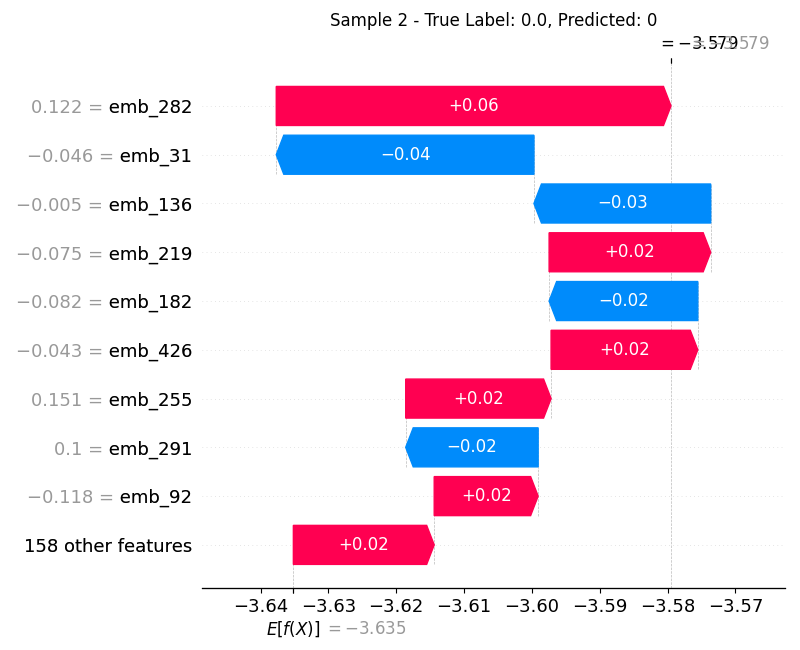 Sample 2 - True Label: 0.0, Predicted: 0
= −3.579
0.122 = emb_282
+0.06
−0.046 = emb_31
−0.04
−0.005 = emb_136
−0.03
−0.075 = emb_219
+0.02
−0.082 = emb_182
−0.02
−0.043 = emb_426
+0.02
0.151 = emb_255
+0.02
0.1 = emb_291
−0.02
−0.118 = emb_92
+0.02
158 other features
+0.02
−3.64 −3.63 −3.62 −3.61 −3.60 −3.59 −3.58 −3.57
E[f(X)] = −3.635